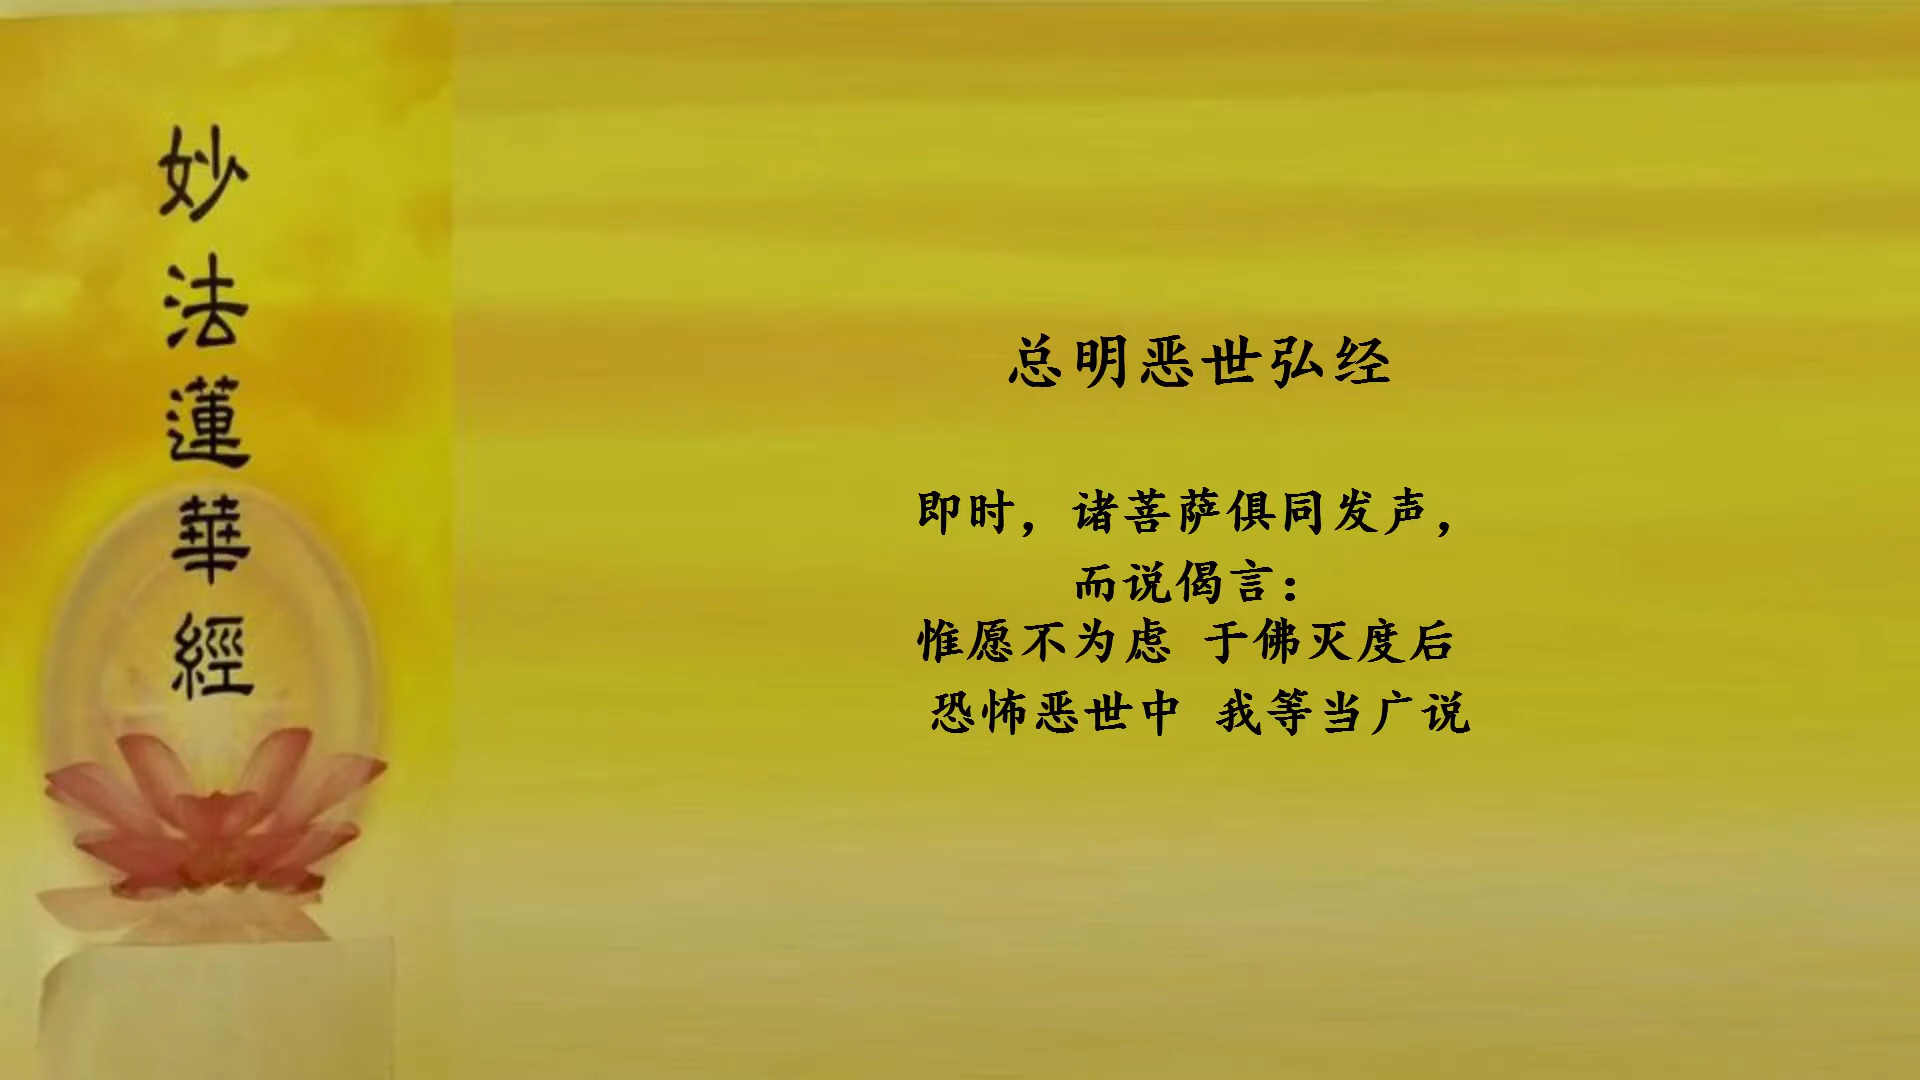 妙法蓮華經
总明恶世弘经
即时，诸菩萨俱同发声，
而说偈言：
惟愿不为虑 于佛灭度后
恐怖恶世中 我等当广说